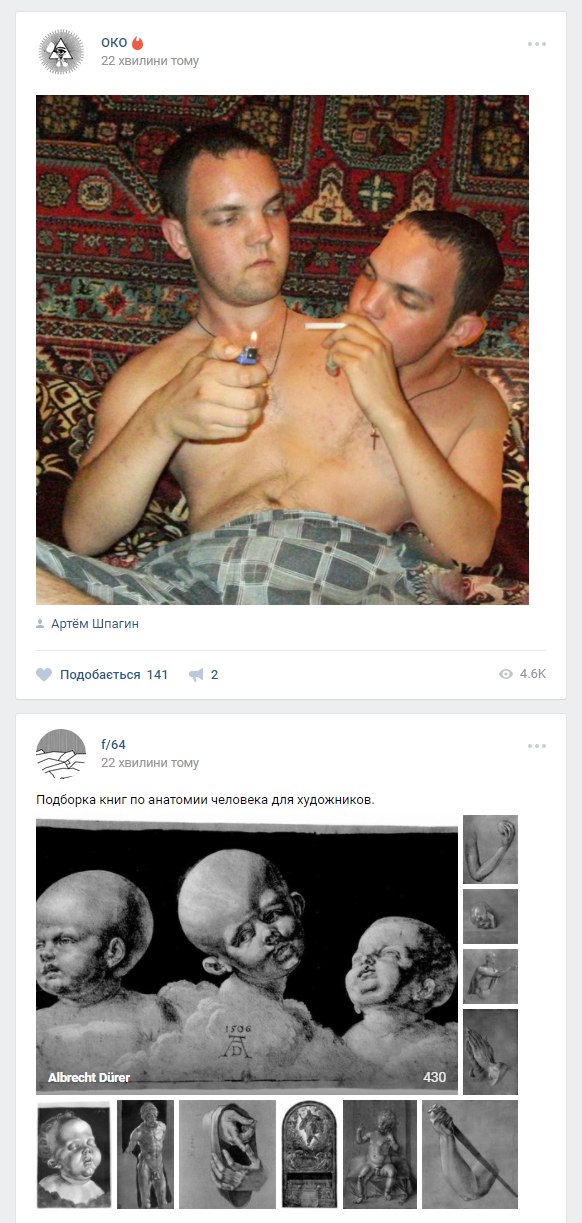 ОКО
22 хвилини тому
Артём Шпагин
Подобається 141 2
4.6K
f/64
22 хвилини тому
Подборка книг по анатомии человека для художников.
1506
AD
Albrecht Dürer
430